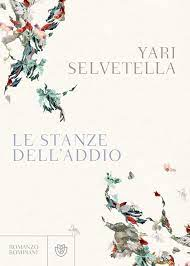 YARI
SELVETELLA
LE STANZE
DELL'ADDIO
ROMANZO
BOMPIANI